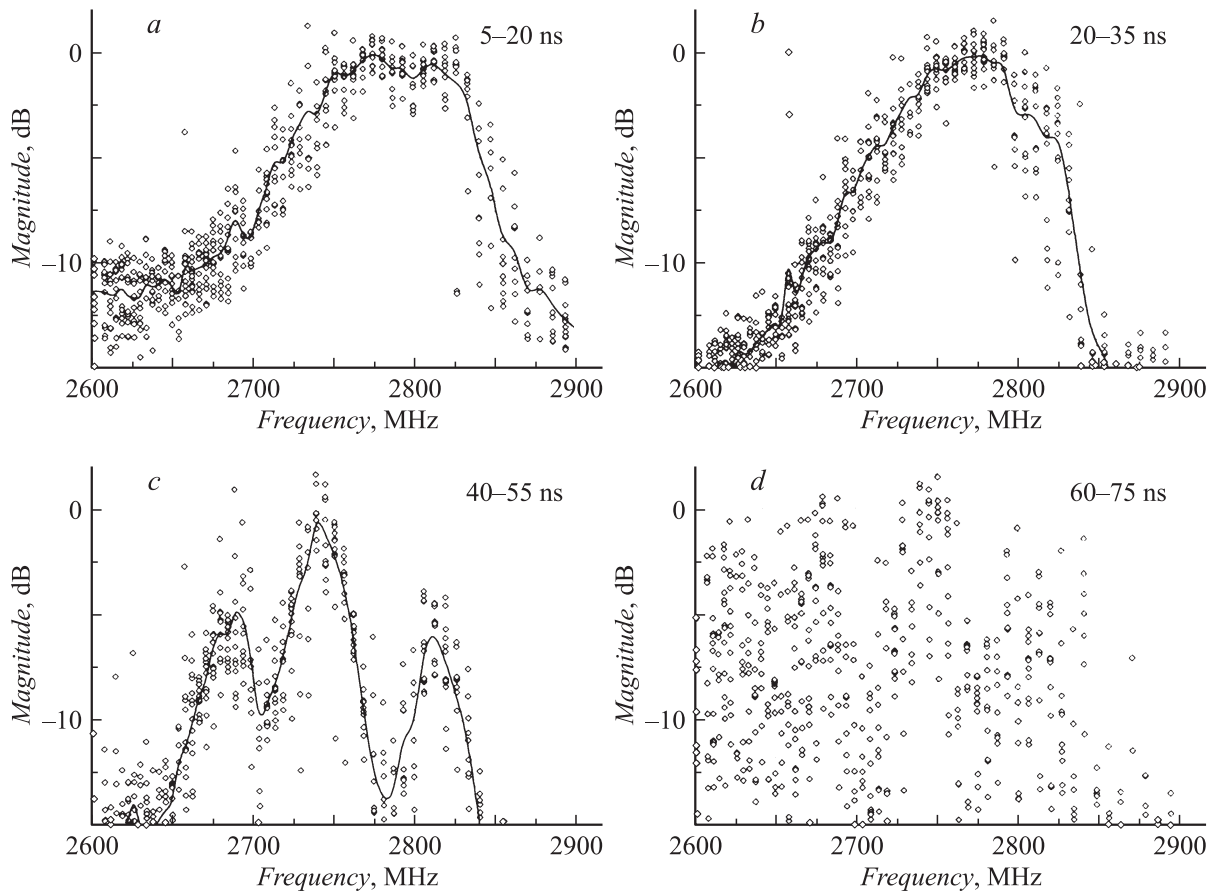 a
5–20 ns
0
–10
Magnitude, dB
2600
2700
2800
2900
Frequency, MHz
b
20–35 ns
0
–10
Magnitude, dB
2600
2700
2800
2900
Frequency, MHz
c
40–55 ns
0
–10
Magnitude, dB
2600
2700
2800
2900
Frequency, MHz
d
60–75 ns
0
–10
Magnitude, dB
2600
2700
2800
2900
Frequency, MHz